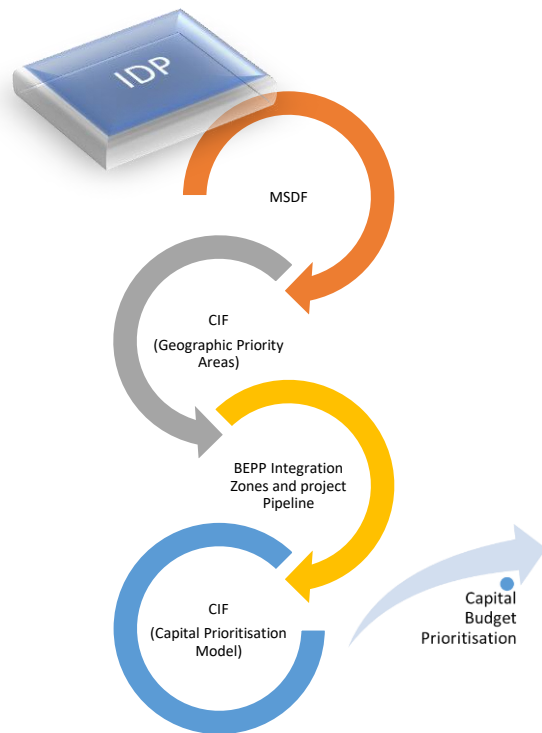 IDP
MSDF
CIF
(Geographic Priority
Areas)
BEPP Integration
Zones and project
Pipeline
CIF
(Capital Prioritisation
Model)
Capital
Budget
Prioritisation